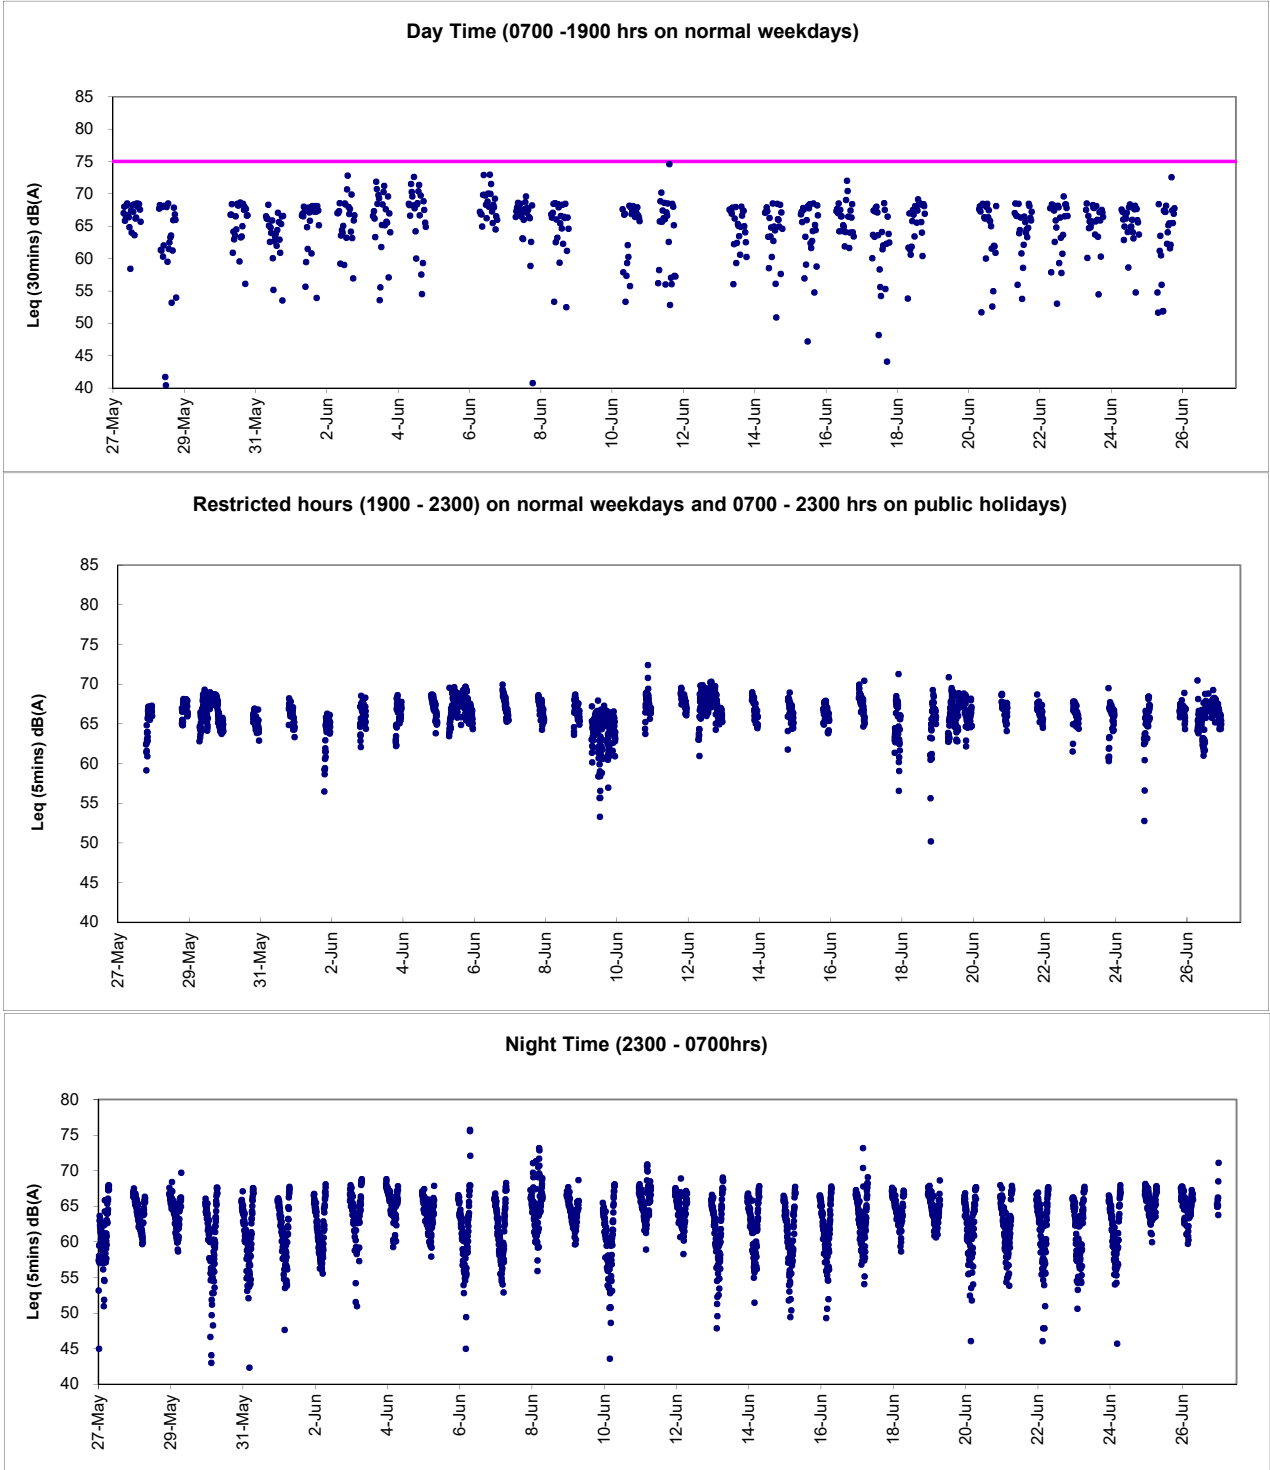 Day Time (0700 -1900 hrs on normal weekdays)
Leq (30mins) dB(A)
85
80
75
70
65
60
55
50
45
40
27-May
29-May
31-May
2-Jun
4-Jun
6-Jun
8-Jun
10-Jun
12-Jun
14-Jun
16-Jun
18-Jun
20-Jun
22-Jun
24-Jun
26-Jun
Restricted hours (1900 - 2300) on normal weekdays and 0700 - 2300 hrs on public holidays)
Leq (5mins) dB(A)
85
80
75
70
65
60
55
50
45
40
27-May
29-May
31-May
2-Jun
4-Jun
6-Jun
8-Jun
10-Jun
12-Jun
14-Jun
16-Jun
18-Jun
20-Jun
22-Jun
24-Jun
26-Jun
Night Time (2300 - 0700hrs)
Leq (5mins) dB(A)
80
75
70
65
60
55
50
45
40
27-May
29-May
31-May
2-Jun
4-Jun
6-Jun
8-Jun
10-Jun
12-Jun
14-Jun
16-Jun
18-Jun
20-Jun
22-Jun
24-Jun
26-Jun